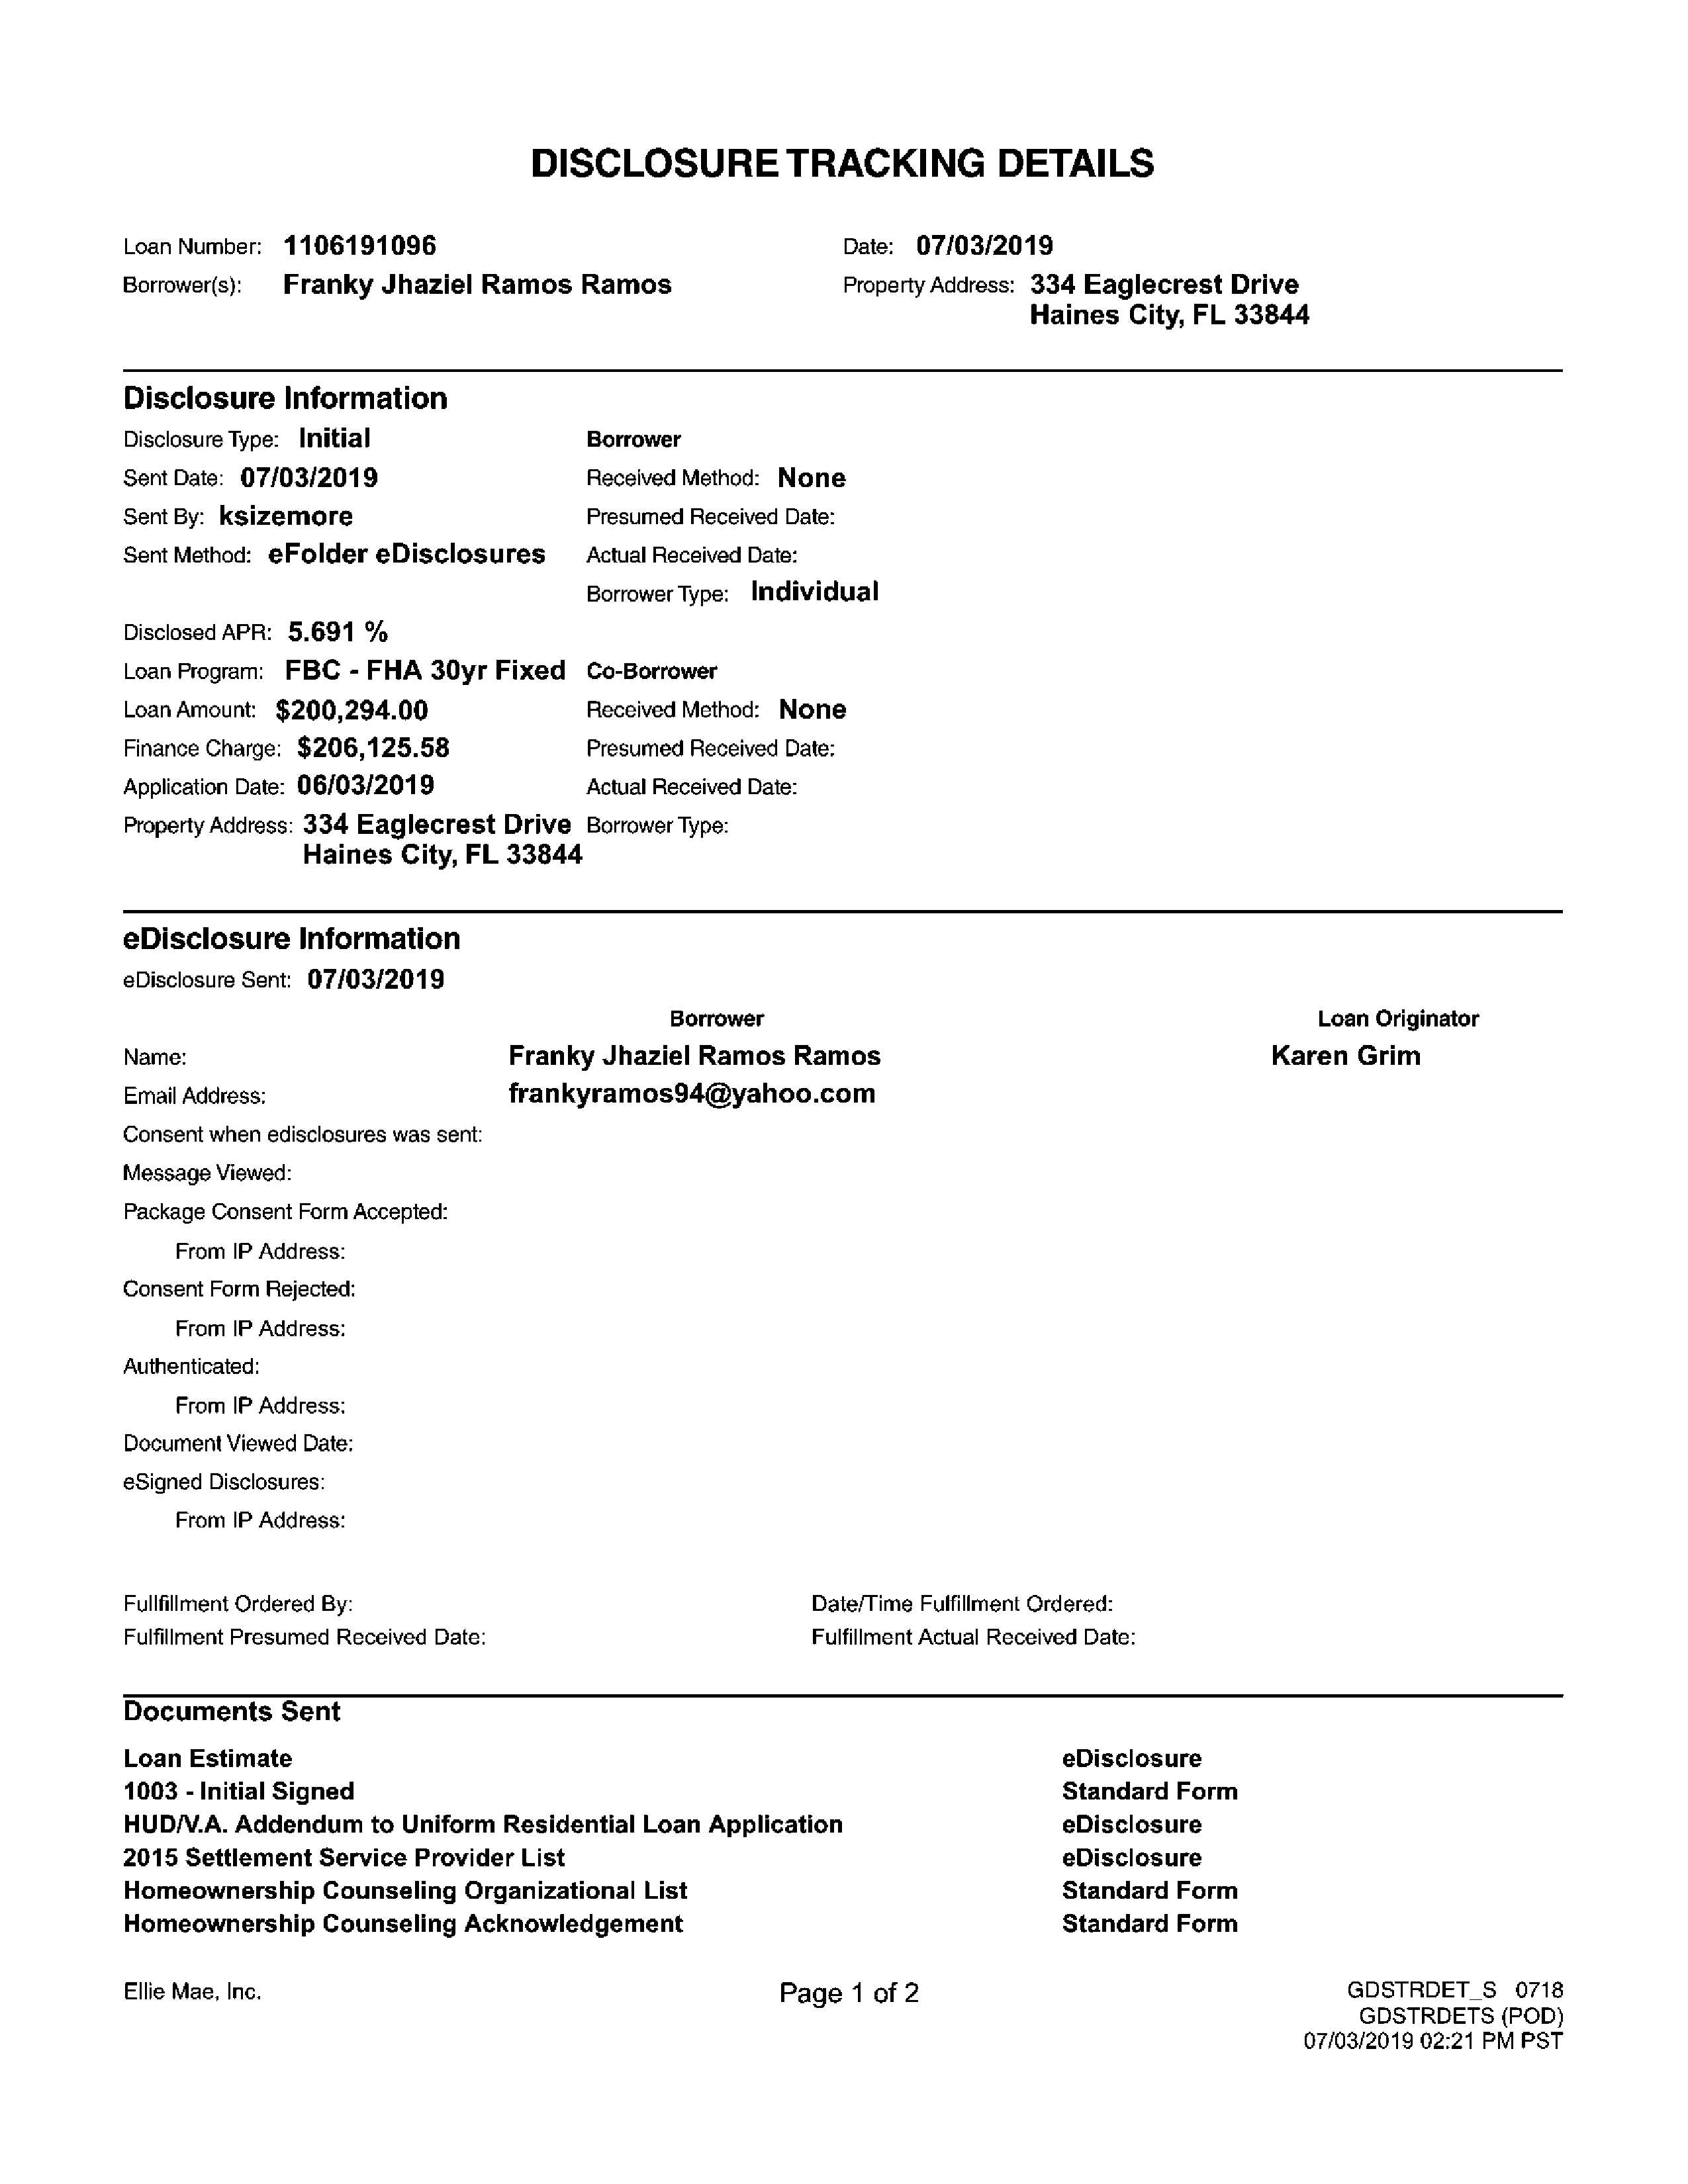 DISCLOSURE TRACKING DETAILS
Loan Number: 1106191096
Date: 07/03/2019
Borrower(s): Franky Jhaziel Ramos Ramos
Property Address: 334 Eaglecrest Drive
Haines City, FL 33844
Disclosure Information
Disclosure Type: Initial
Borrower
Sent Date: 07/03/2019
Received Method: None
Sent By: ksizemore
Presumed Received Date:
Sent Method: eFolder eDisclosures
Actual Received Date:
Borrower Type: Individual
Disclosed APR: 5.691 %
Loan Program: FBC - FHA 30yr Fixed
Co-Borrower
Loan Amount: $200,294.00
Received Method: None
Finance Charge: $206,125.58
Presumed Received Date:
Application Date: 06/03/2019
Actual Received Date:
Property Address: 334 Eaglecrest Drive
Borrower Type:
Haines City, FL 33844
eDisclosure Information
eDisclosure Sent: 07/03/2019
Borrower
Loan Originator
Name: Franky Jhaziel Ramos Ramos Karen Grim
Email Address: frankyramos94@yahoo.com
Consent when edisclosures was sent:
Message Viewed:
Package Consent Form Accepted:
From IP Address:
Consent Form Rejected:
From IP Address:
Authenticated:
From IP Address:
Document Viewed Date:
eSigned Disclosures:
From IP Address:
Fullfillment Ordered By:
Date/Time Fulfillment Ordered:
Fulfillment Presumed Received Date:
Fulfillment Actual Received Date:
Documents Sent
Loan Estimate eDisclosure
1003 - Initial Signed Standard Form
HUD/V.A. Addendum to Uniform Residential Loan Application eDisclosure
2015 Settlement Service Provider List eDisclosure
Homeownership Counseling Organizational List Standard Form
Homeownership Counseling Acknowledgement Standard Form
Ellie Mae, Inc.
Page 1 of 2
GDSTRDET_S 0718
GDSTRDETS (POD)
07/03/2019 02:21 PM PST